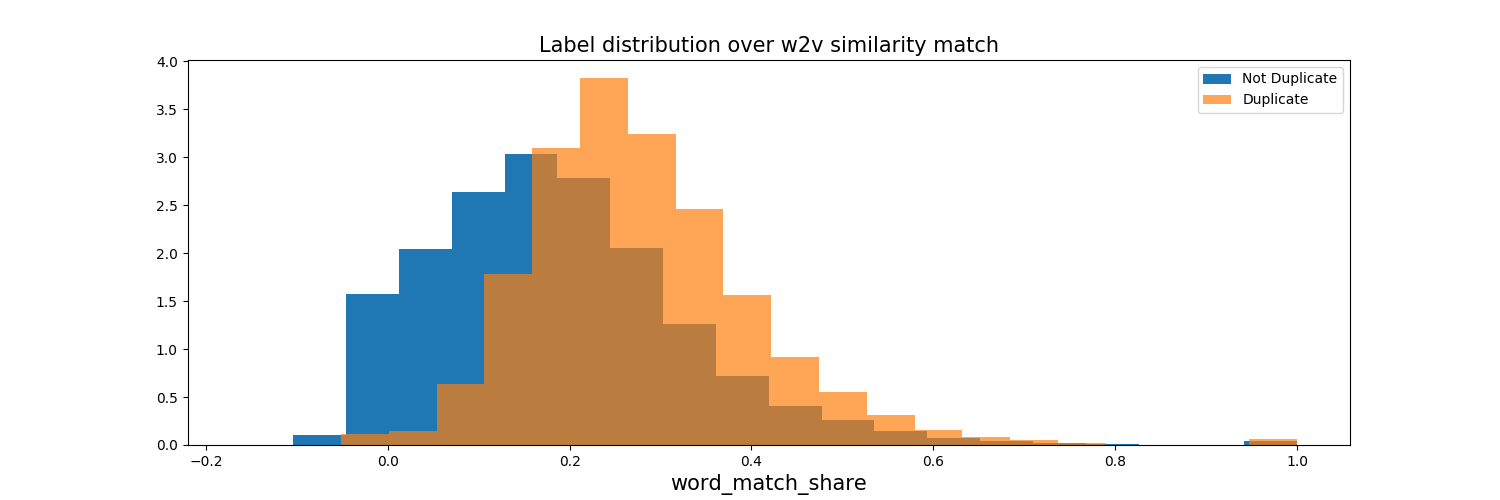 Label distribution over w2v similarity match
Not Duplicate
Duplicate
4.0
3.5
3.0
2.5
2.0
1.5
1.0
0.5
0.0
−0.2 0.0 0.2 0.4 0.6 0.8 1.0
word_match_share